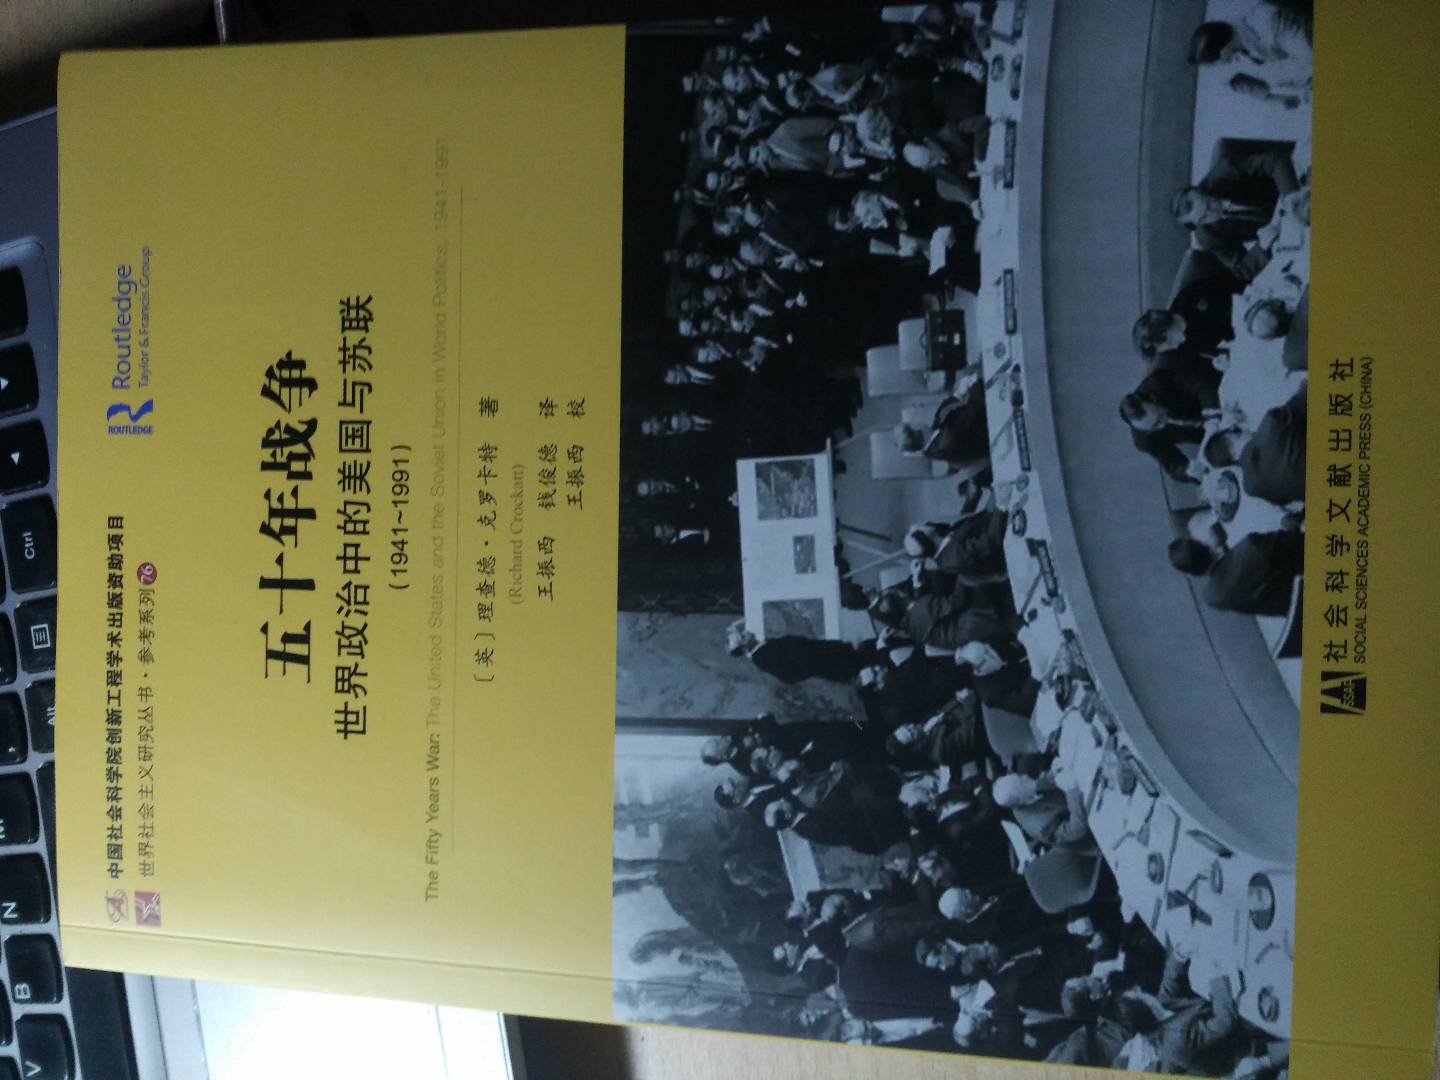 中国社会科学院创新工程学术出版资助项目
世界社会主义研究丛书·参考系列 76
ROUTLEDGE
Routledge
Taylor & Francis Group
五十年战争
世界政治中的美国与苏联
(1941~1991)
The Fifty Years War: The United States and the Soviet Union in World Politics, 1941-1991
〔英〕理查德·克罗卡特 著
(Richard Crockatt)
王振西 钱俊德 译
王振西 校
SSAP
社会科学文献出版社
SOCIAL SCIENCES ACADEMIC PRESS (CHINA)
Ctrl
Alt
N
B
V
M